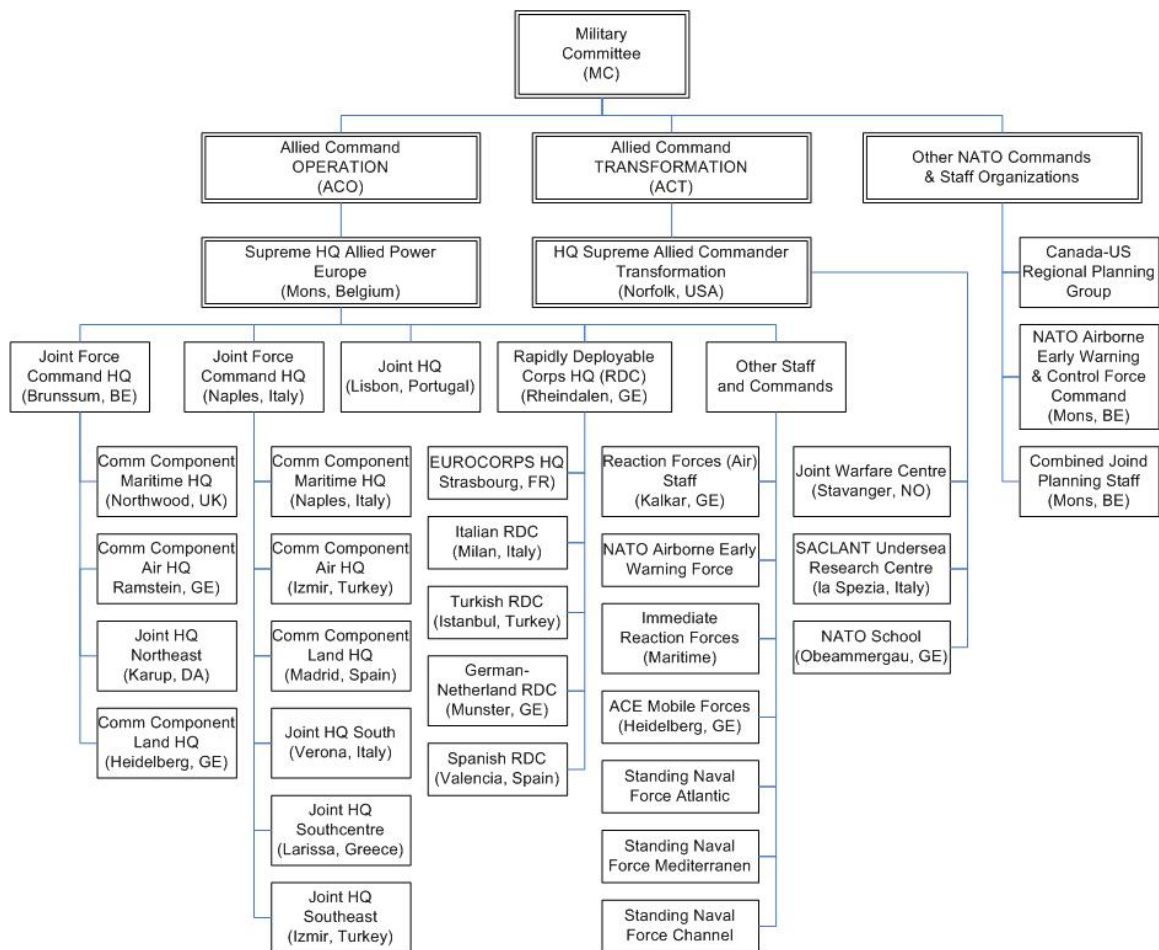 Military
Committee
(MC)
Allied Command
OPERATION
(ACO)
Allied Command
TRANSFORMATION
(ACT)
Other NATO Commands
& Staff Organizations
Supreme HQ Allied Power
Europe
(Mons, Belgium)
HQ Supreme Allied Commander
Transformation
(Norfolk, USA)
Canada-US
Regional Planning
Group
NATO Airborne
Early Warning
& Control Force
Command
(Mons, BE)
Combined Joind
Planning Staff
(Mons, BE)
Joint Force
Command HQ
(Brunssum, BE)
Joint Force
Command HQ
(Naples, Italy)
Joint HQ
(Lisbon, Portugal)
Rapidly Deployable
Corps HQ (RDC)
(Rheindalen, GE)
Other Staff
and Commands
Comm Component
Maritime HQ
(Northwood, UK)
Comm Component
Air HQ
Ramstein, GE)
Joint HQ
Northeast
(Karup, DA)
Comm Component
Land HQ
(Heidelberg, GE)
Comm Component
Maritime HQ
(Naples, Italy)
Comm Component
Air HQ
(Izmir, Turkey)
Comm Component
Land HQ
(Madrid, Spain)
Joint HQ South
(Verona, Italy)
Joint HQ
Southcentre
(Larissa, Greece)
Joint HQ
Southeast
(Izmir, Turkey)
EUROCORPS HQ
Strasbourg, FR)
Italian RDC
(Milan, Italy)
Turkish RDC
(Istanbul, Turkey)
German-
Netherland RDC
(Munster, GE)
Spanish RDC
(Valencia, Spain)
Reaction Forces (Air)
Staff
(Kalkar, GE)
NATO Airborne Early
Warning Force
Immediate
Reaction Forces
(Maritime)
ACE Mobile Forces
(Heidelberg, GE)
Standing Naval
Force Atlantic
Standing Naval
Force Mediterranen
Standing Naval
Force Channel
Joint Warfare Centre
(Stavanger, NO)
SACLANT Undersea
Research Centre
(la Spezia, Italy)
NATO School
(Obeammergau, GE)